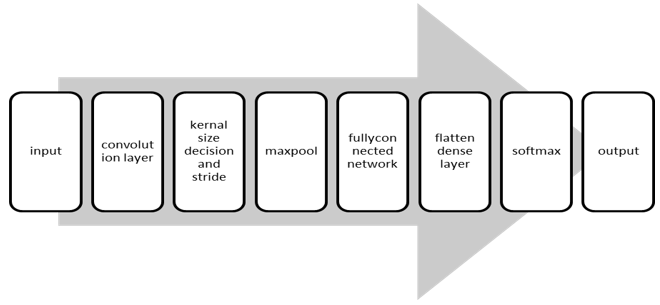 input
convolut
ion layer
kernal
size
decision
and
stride
maxpool
fullycon
nected
network
flatten
dense
layer
softmax
output